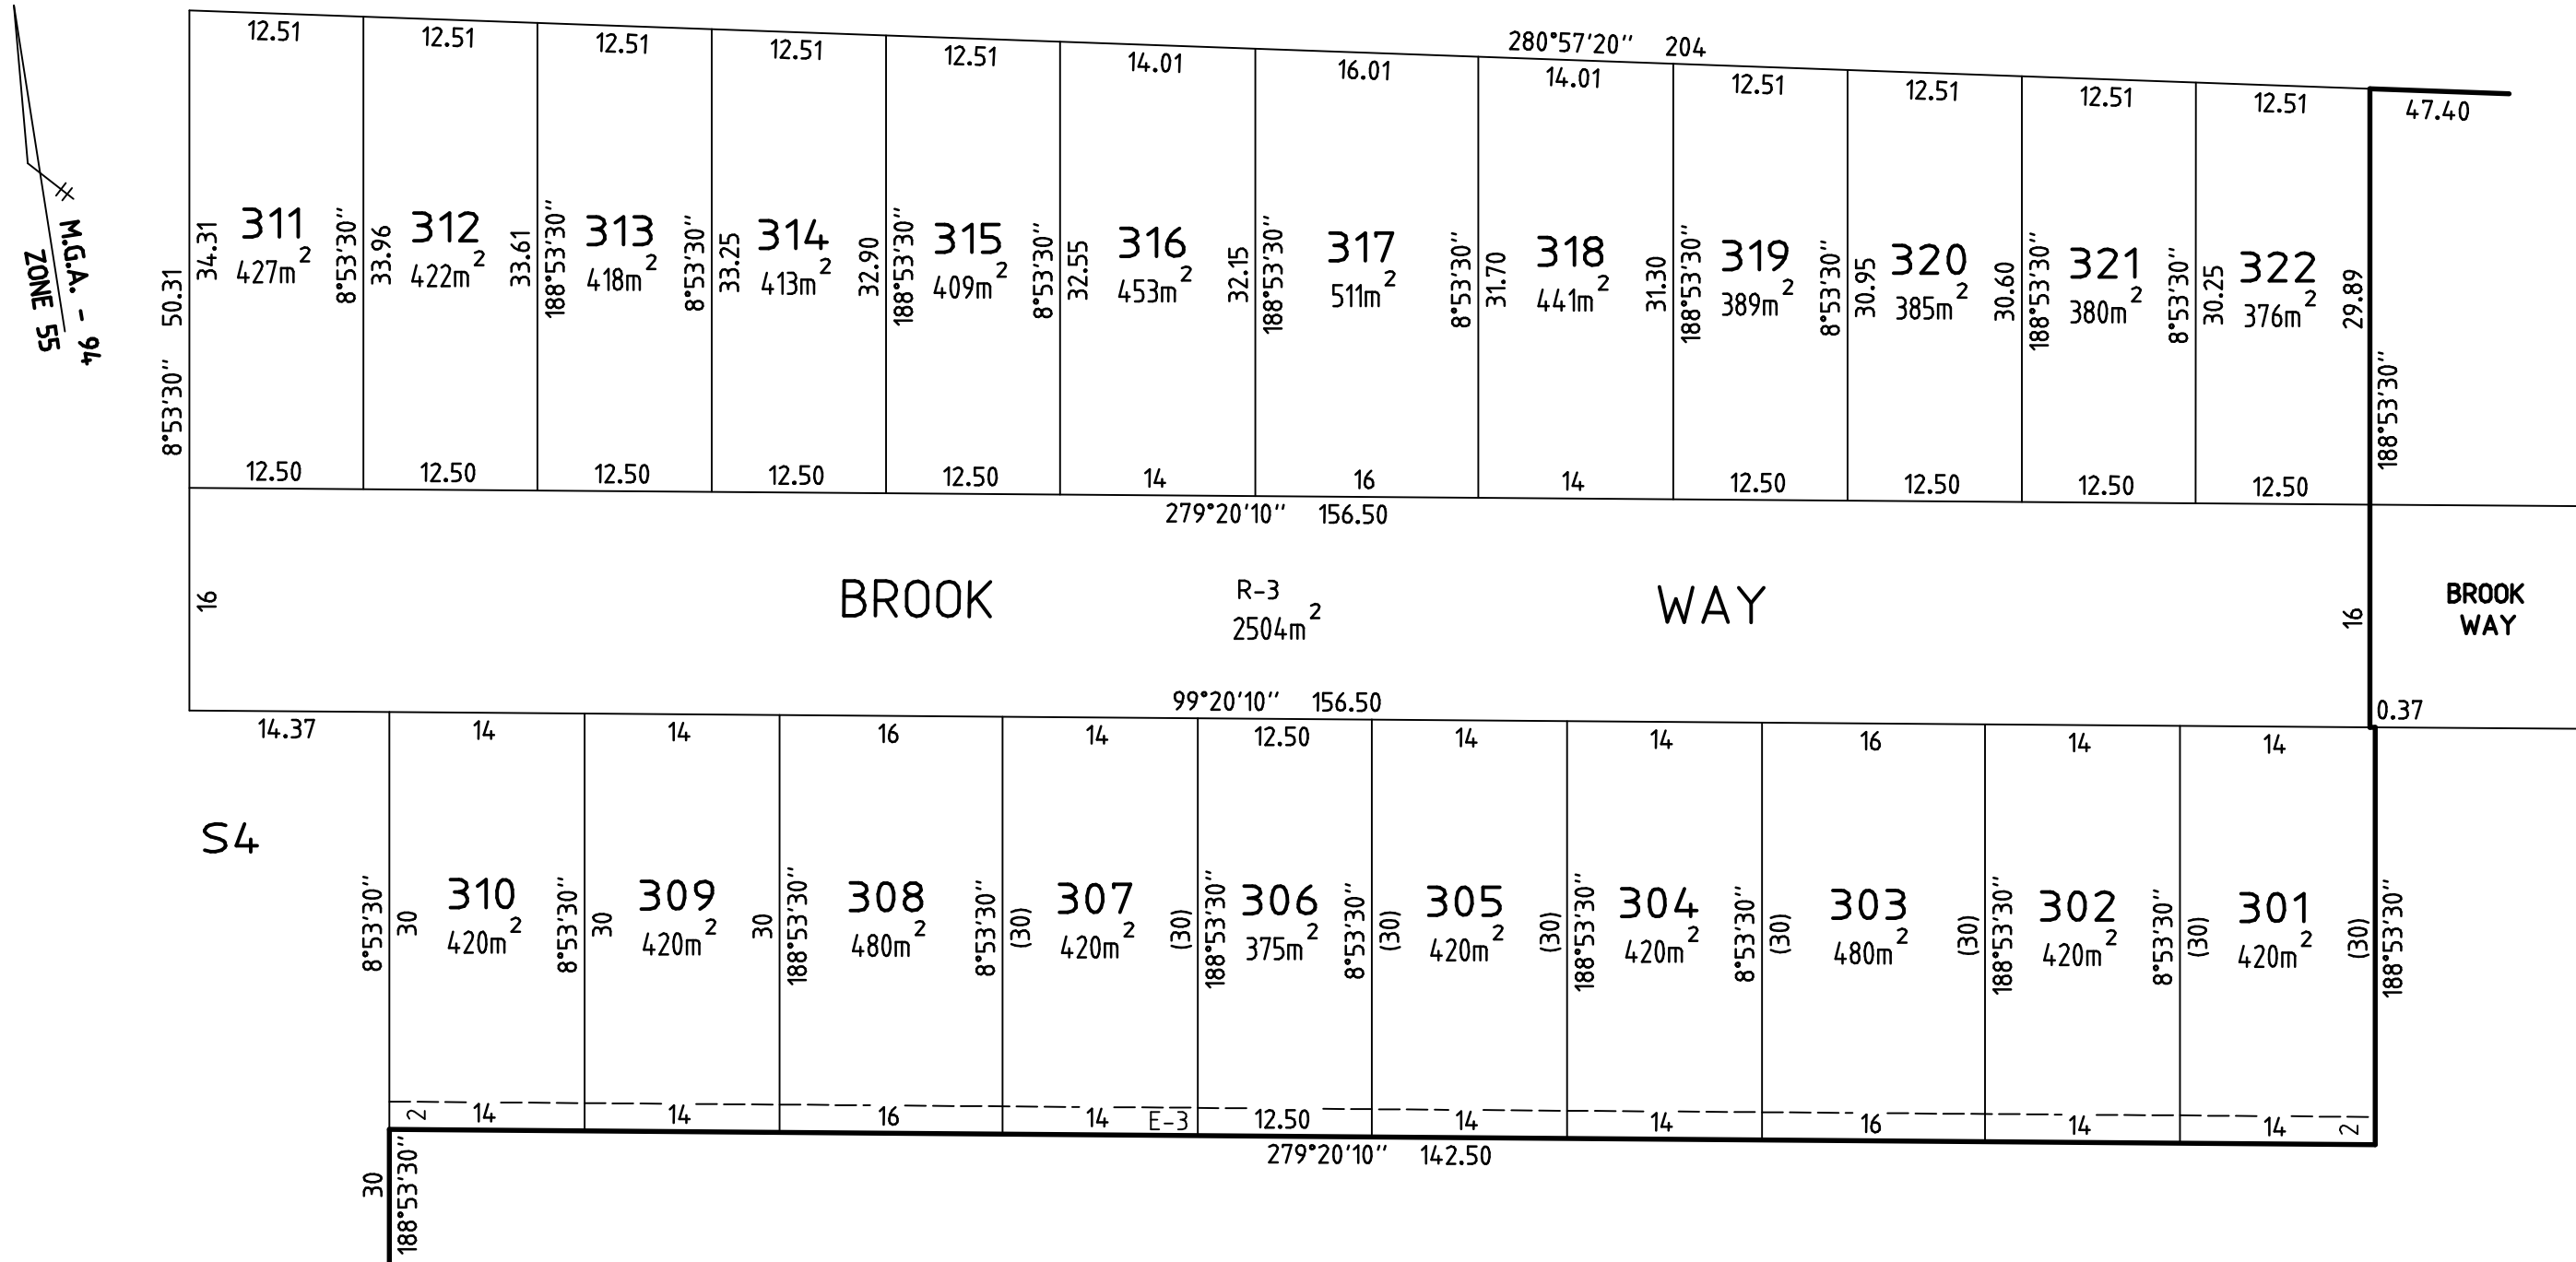 280°57'20'' 204
12.51 12.51 12.51 12.51 12.51 14.01 16.01 14.01 12.51 12.51 12.51 12.51 47.40
M.G.A. - 94
ZONE 55
8°53'30'' 50.31
34.31
311
427m²
8°53'30''
33.96
312
422m²
33.61
188°53'30''
313
418m²
8°53'30''
33.25
314
413m²
32.90
188°53'30''
315
409m²
8°53'30''
32.55
316
453m²
32.15
188°53'30''
317
511m²
8°53'30''
31.70
318
441m²
31.30
188°53'30''
319
389m²
8°53'30''
30.95
320
385m²
30.60
188°53'30''
321
380m²
8°53'30''
30.25
322
376m²
29.89
188°53'30''
12.50 12.50 12.50 12.50 12.50 14 16 14 12.50 12.50 12.50 12.50
279°20'10'' 156.50
16
BROOK
R-3
2504m²
WAY
16
BROOK
WAY
99°20'10'' 156.50
0.37
14.37 14 14 16 14 12.50 14 14 16 14 14
S4
8°53'30''
30
310
420m²
8°53'30''
30
309
420m²
30
188°53'30''
308
480m²
8°53'30''
(30)
307
420m²
(30)
188°53'30''
306
375m²
8°53'30''
(30)
305
420m²
(30)
188°53'30''
304
420m²
8°53'30''
(30)
303
480m²
(30)
188°53'30''
302
420m²
8°53'30''
(30)
301
420m²
(30)
188°53'30''
2 14 14 16 14 E-3 12.50 14 14 16 14 14 2
279°20'10'' 142.50
30
188°53'30''